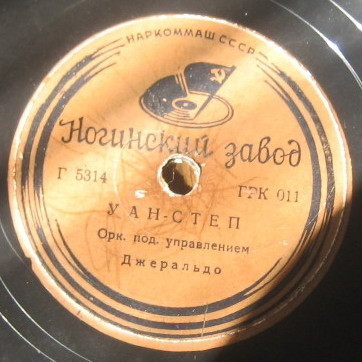 НАРКОММАШ СССР
Ногинский завод
Г 5314 ГРК 011
УАН-СТЕП
Орк. под. управлением
Джеральдо